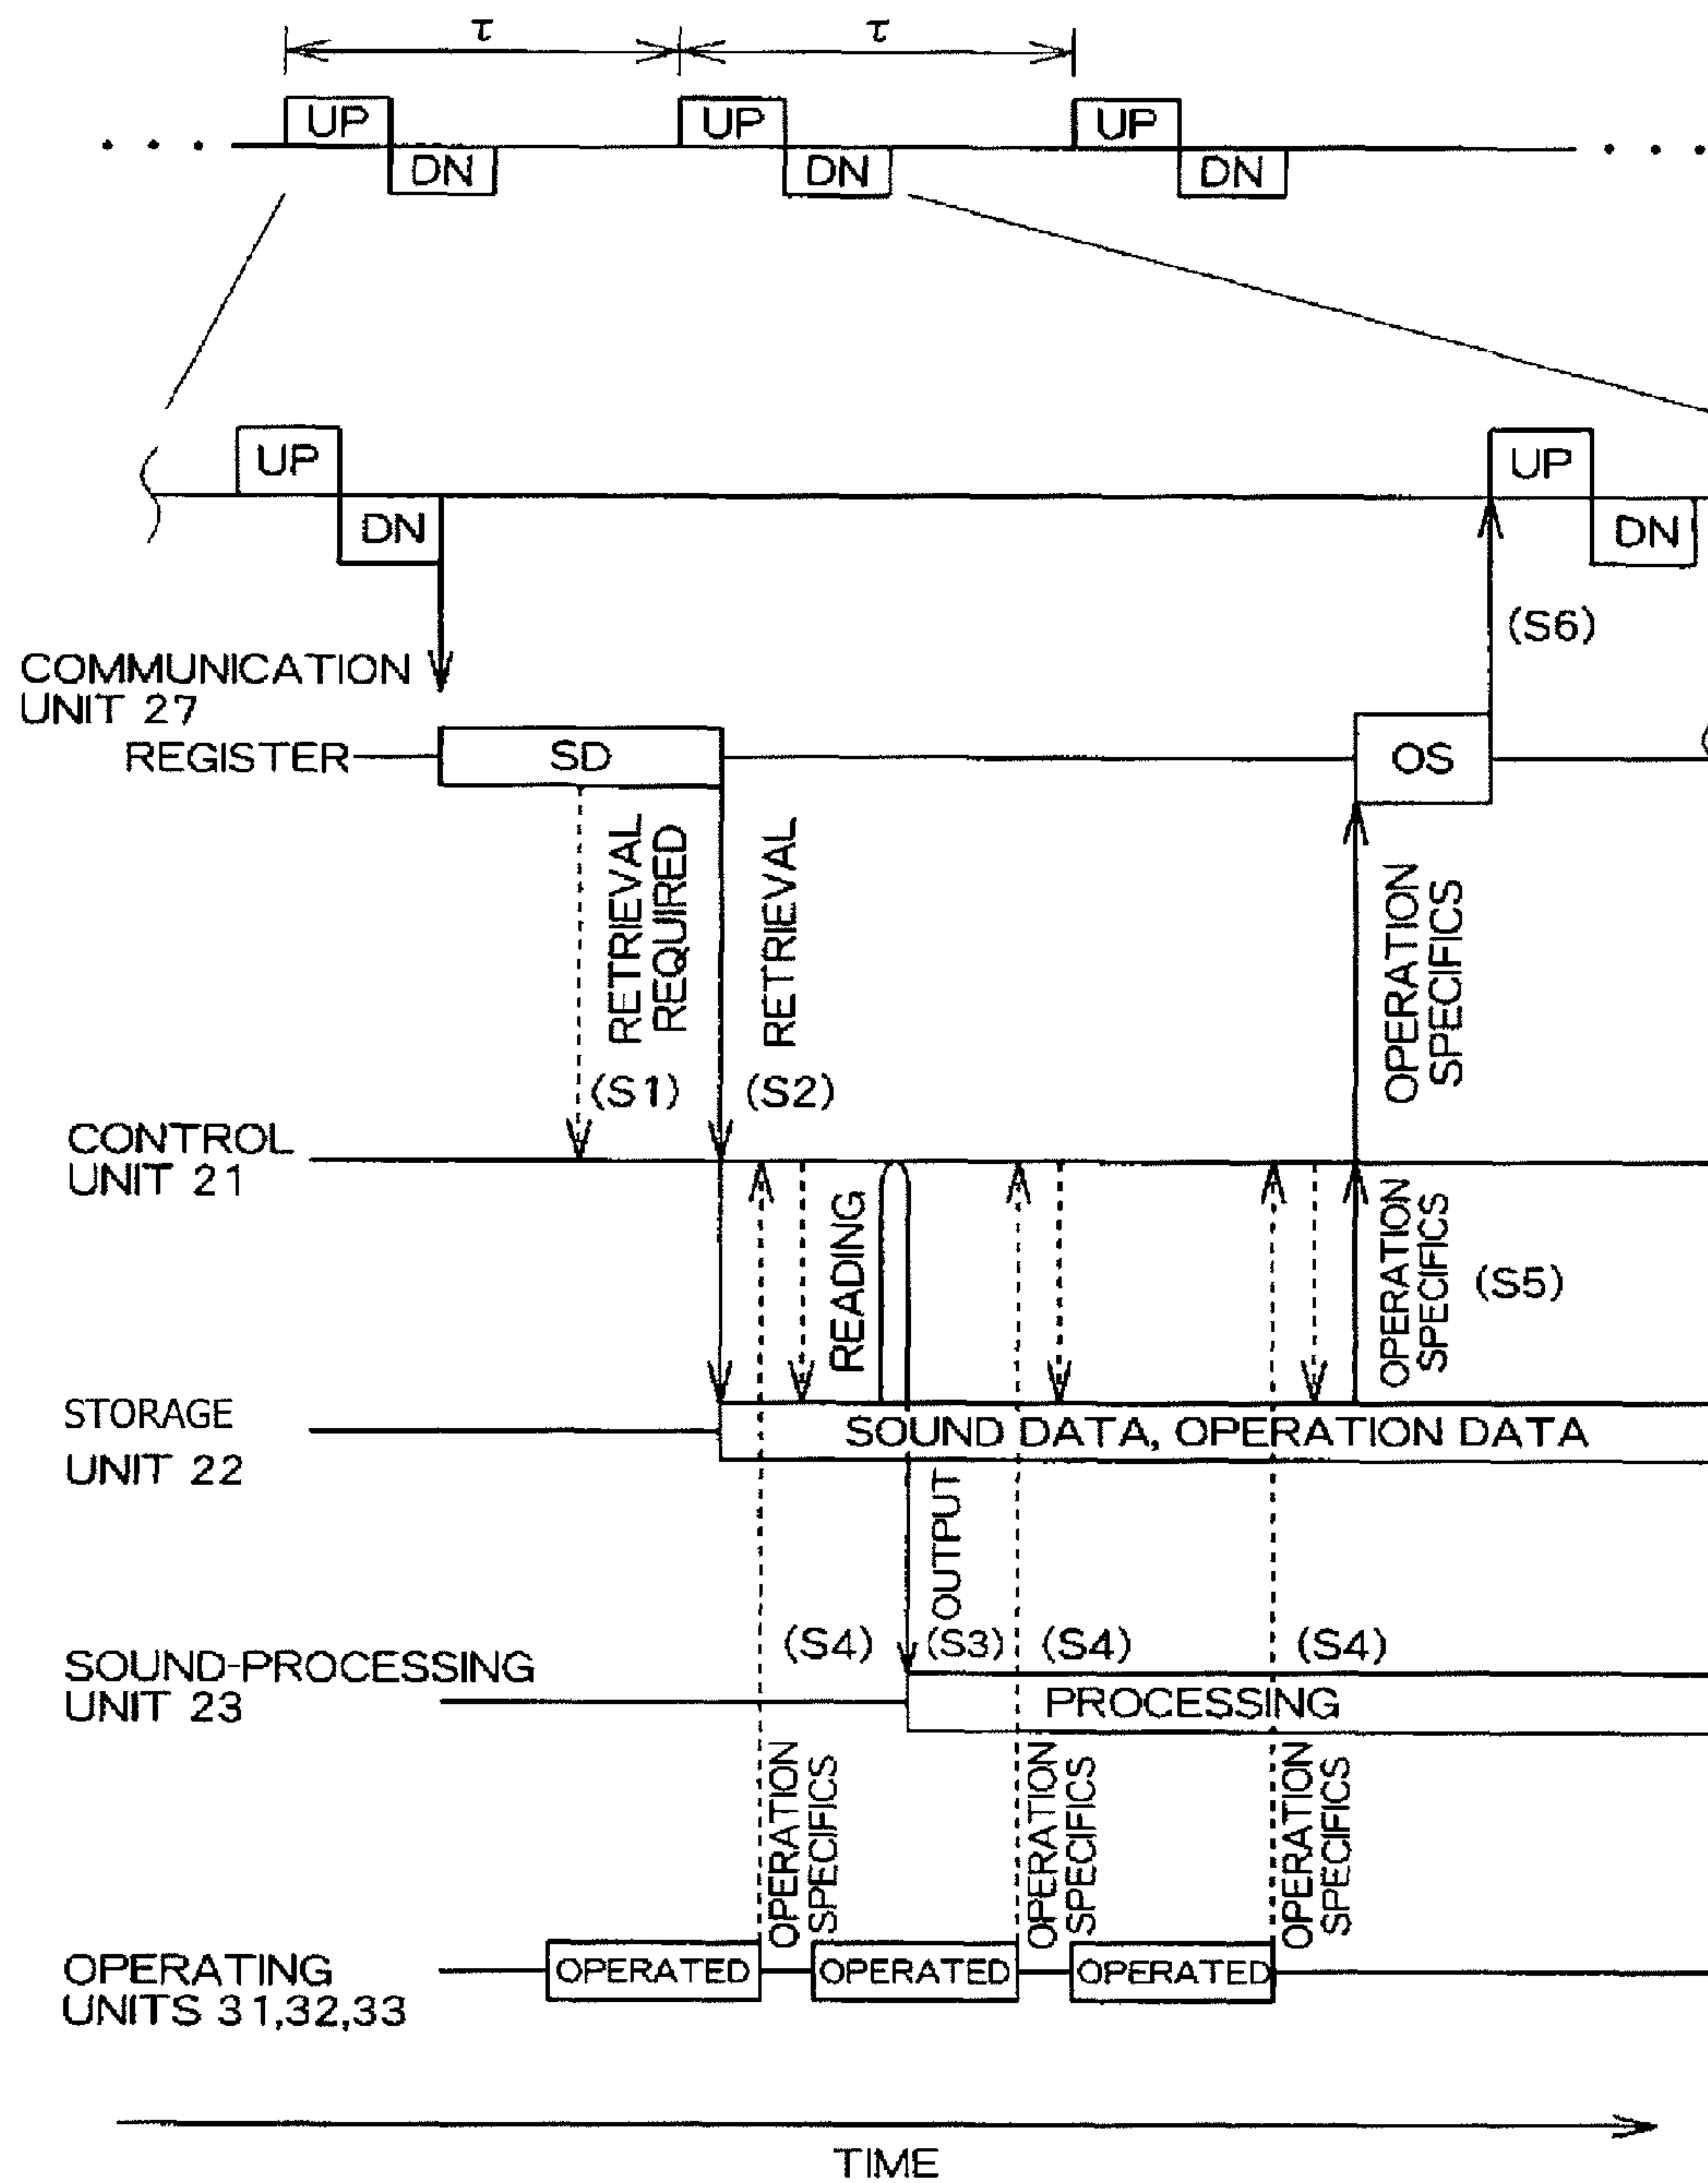 τ τ
UP UP UP
DN DN DN
UP UP
DN DN
(S6)
COMMUNICATION
UNIT 27
REGISTER SD OS
RETRIEVAL
REQUIRED
RETRIEVAL
OPERATION
SPECIFICS
(S1) (S2)
CONTROL
UNIT 21
READING
OPERATION
SPECIFICS
(S5)
STORAGE
UNIT 22
SOUND DATA, OPERATION DATA
OUTPUT
(S4) (S3) (S4) (S4)
SOUND-PROCESSING
UNIT 23
PROCESSING
OPERATION
SPECIFICS
OPERATION
SPECIFICS
OPERATION
SPECIFICS
OPERATING
UNITS 31,32,33
OPERATED OPERATED OPERATED
TIME